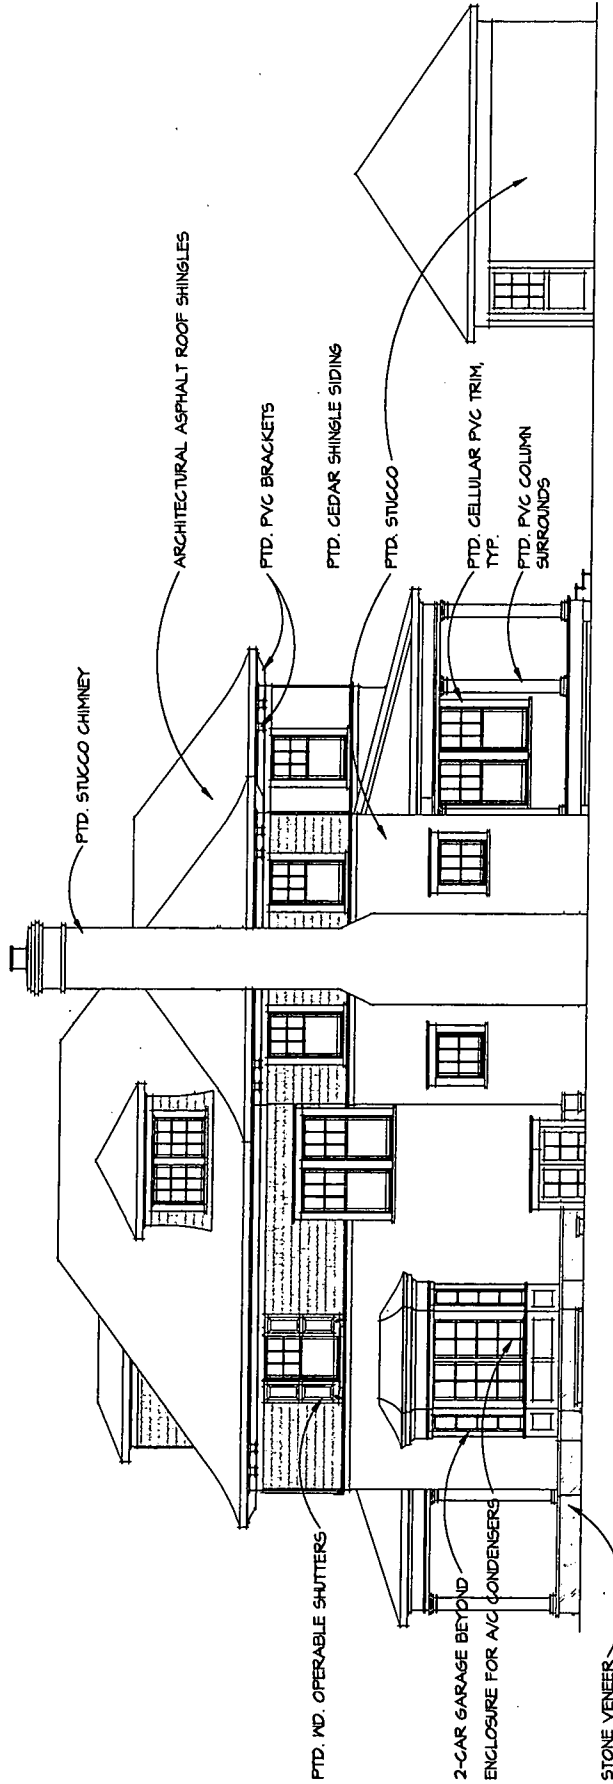 PTD. STUCCO CHIMNEY
ARCHITECTURAL ASPHALT ROOF SHINGLES
PTD. PVC BRACKETS
PTD. CEDAR SHINGLE SIDING
PTD. STUCCO
PTD. CELLULAR PVC TRIM,
TYP.
PTD. PVC COLUMN
SURROUNDS
PTD. WD. OPERABLE SHUTTERS
2-CAR GARAGE BEYOND
ENCLOSURE FOR A/C CONDENSERS
STONE VENEER